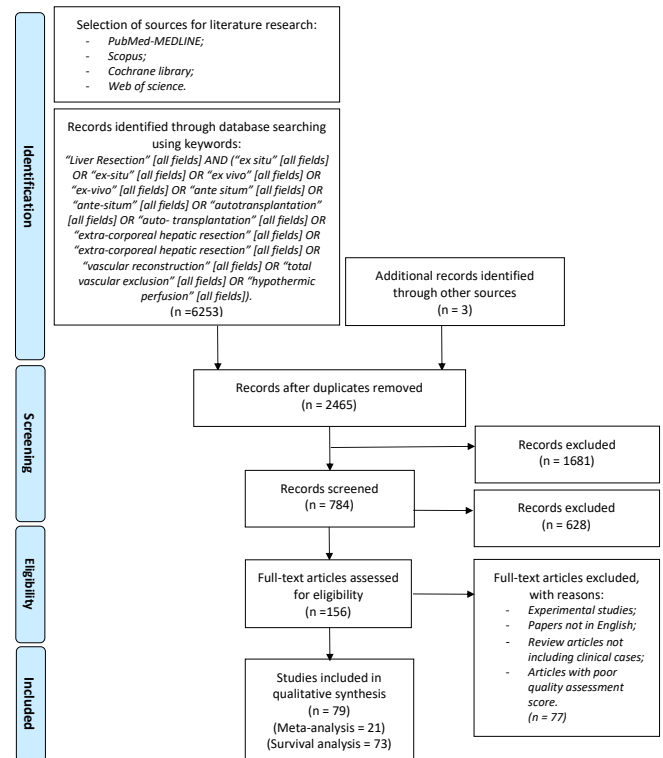 Identification
Selection of sources for literature research:
- PubMed-MEDLINE;
- Scopus;
- Cochrane library;
- Web of science.
Records identified through database searching
using keywords:
“Liver Resection” [all fields] AND (“ex situ” [all fields]
OR “ex-situ” [all fields] OR “ex vivo” [all fields] OR
“ex-vivo” [all fields] OR “ante situm” [all fields] OR
“ante-situm” [all fields] OR “autotransplantation”
[all fields] OR “auto- transplantation” [all fields] OR
“extra-corporeal hepatic resection” [all fields] OR
“extra-corporeal hepatic resection” [all fields] OR
“vascular reconstruction” [all fields] OR “total
vascular exclusion” [all fields] OR “hypothermic
perfusion” [all fields]).
(n =6253)
Additional records identified
through other sources
(n = 3)
Screening
Records after duplicates removed
(n = 2465)
Records excluded
(n = 1681)
Records screened
(n = 784)
Records excluded
(n = 628)
Eligibility
Full-text articles assessed
for eligibility
(n =156)
Full-text articles excluded,
with reasons:
- Experimental studies;
- Papers not in English;
- Review articles not
including clinical cases;
- Articles with poor
quality assessment
score.
(n = 77)
Included
Studies included in
qualitative synthesis
(n = 79)
(Meta-analysis = 21)
(Survival analysis = 73)